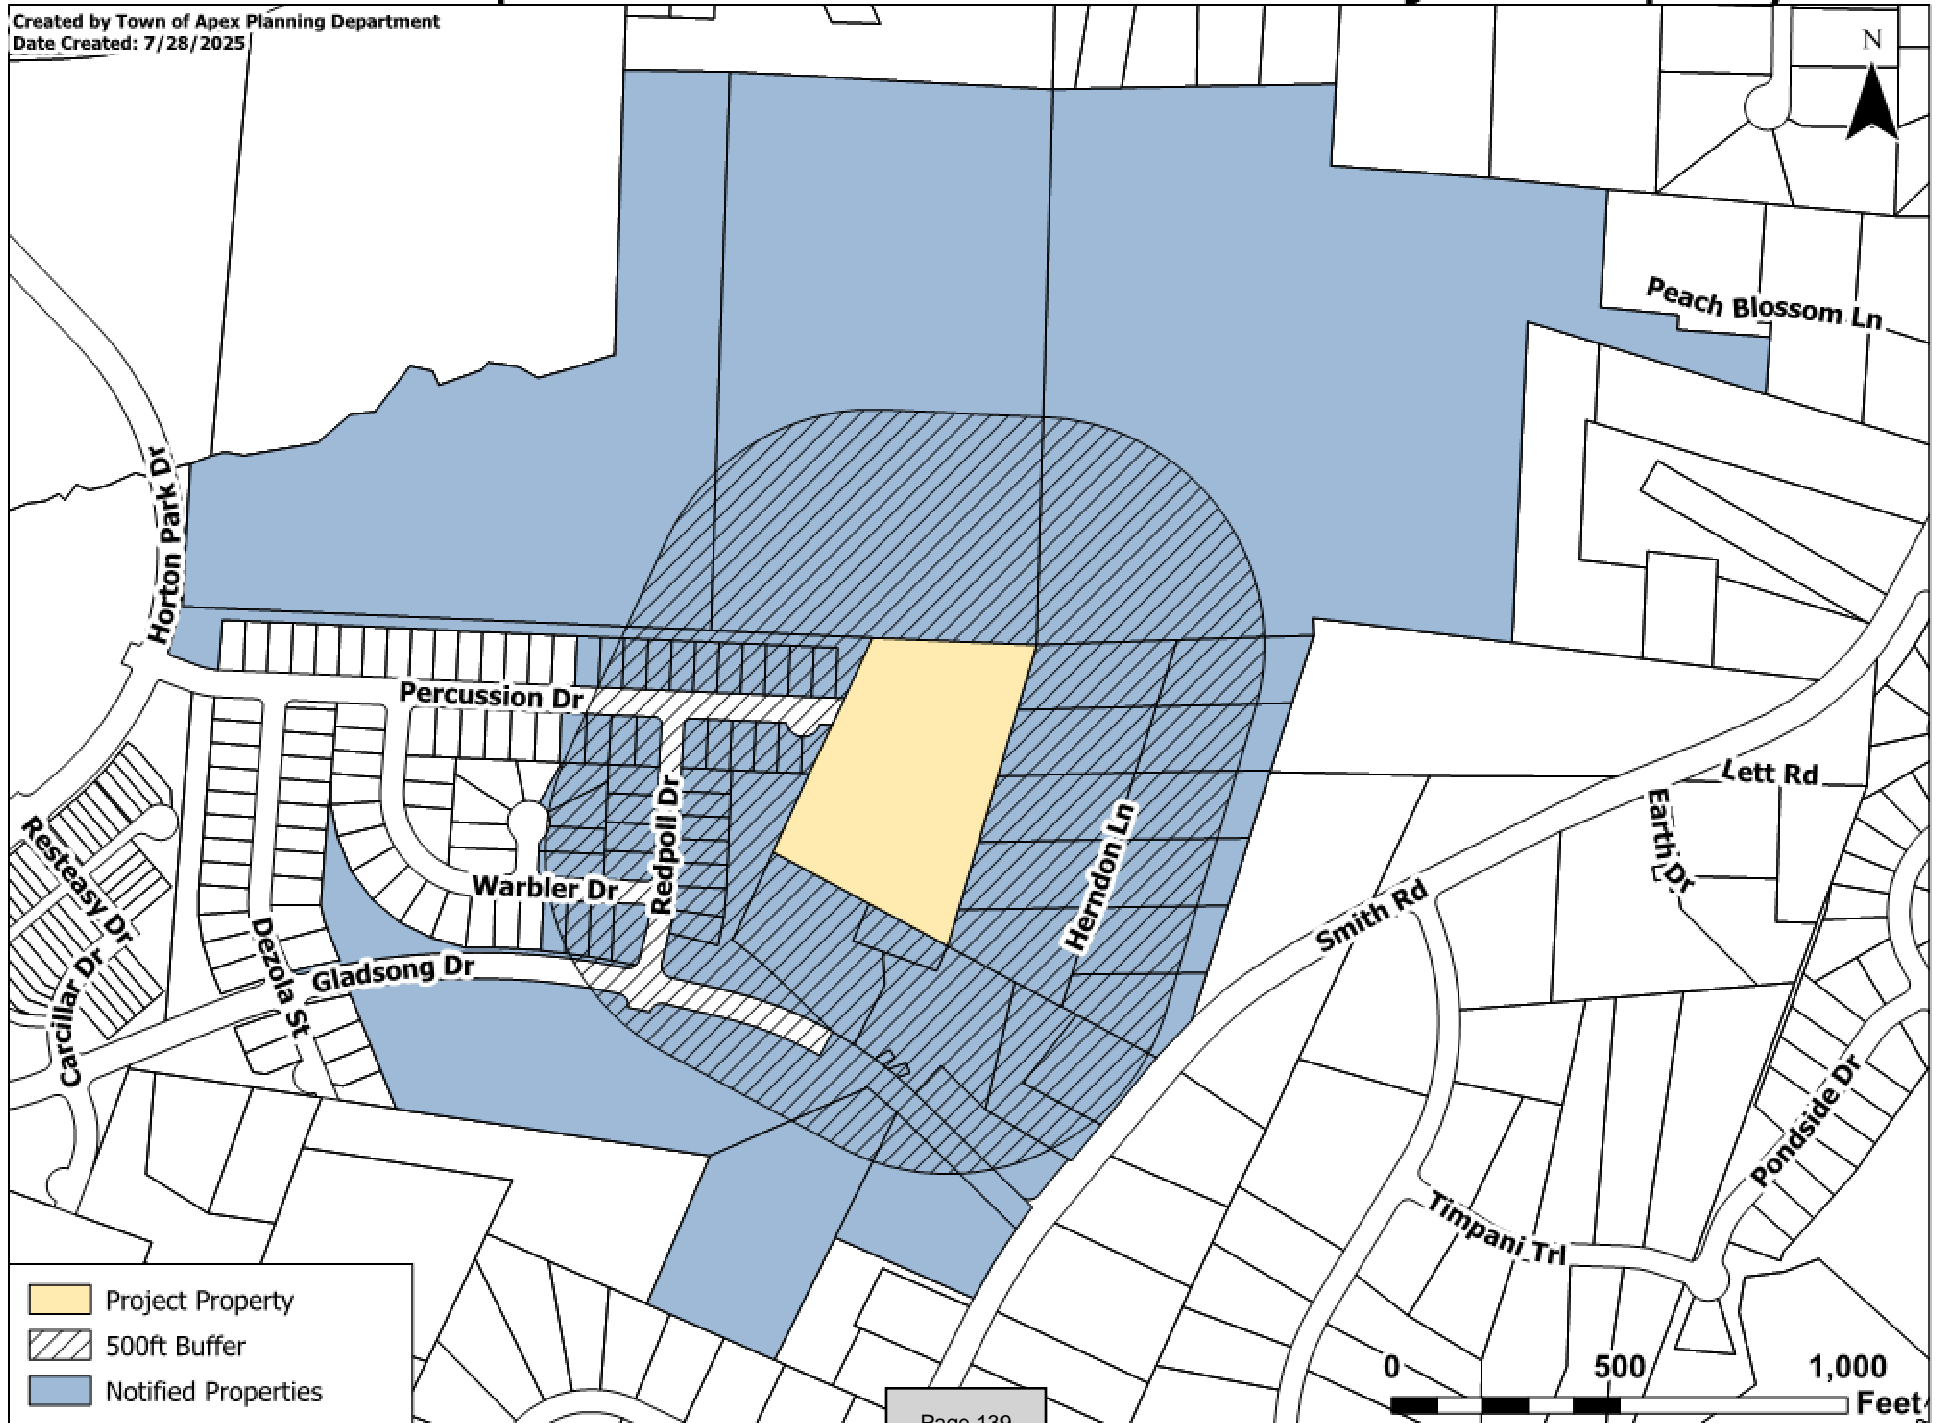 Created by Town of Apex Planning Department
Date Created: 7/28/2025
N
Peach Blossom Ln
Horton Park Dr
Percussion Dr
Lett Rd
Earth Dr
Redpoll Dr
Herndon Ln
Resteasy Dr
Warbler Dr
Smith Rd
Dezola St
Gladsong Dr
Carcillar Dr
Pondside Dr
Timpani Trl
Project Property
500ft Buffer
Notified Properties
0 500 1,000
Feet
Page 139